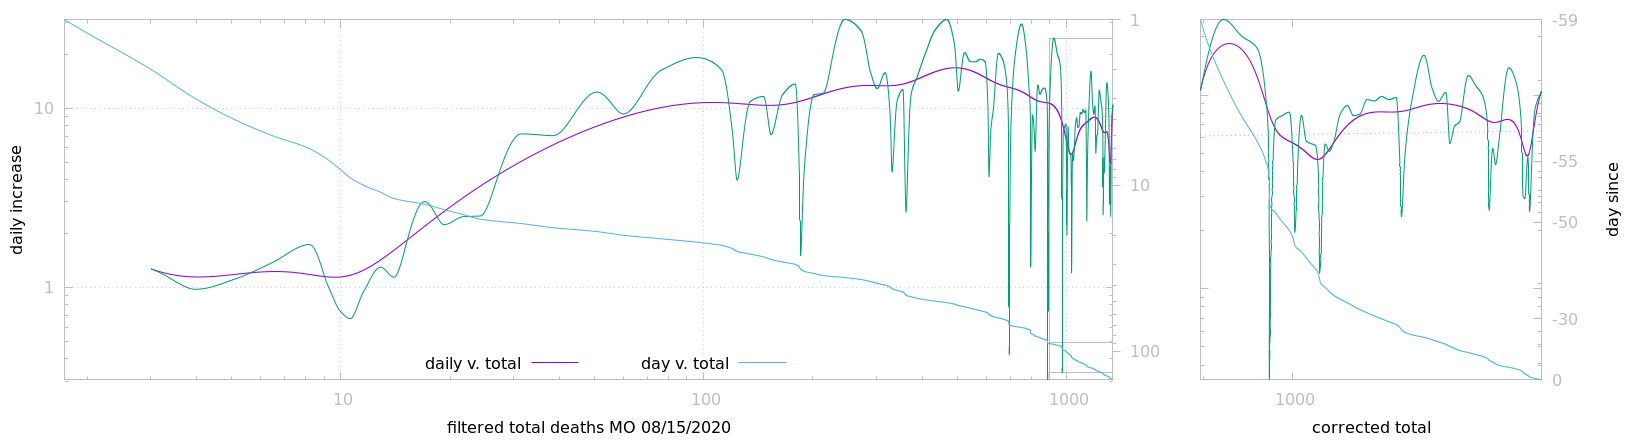 1
-59
10
daily increase
10
-55
-50
day since
1
-30
daily v. total
day v. total
100
0
10
100
1000
1000
filtered total deaths MO 08/15/2020
corrected total